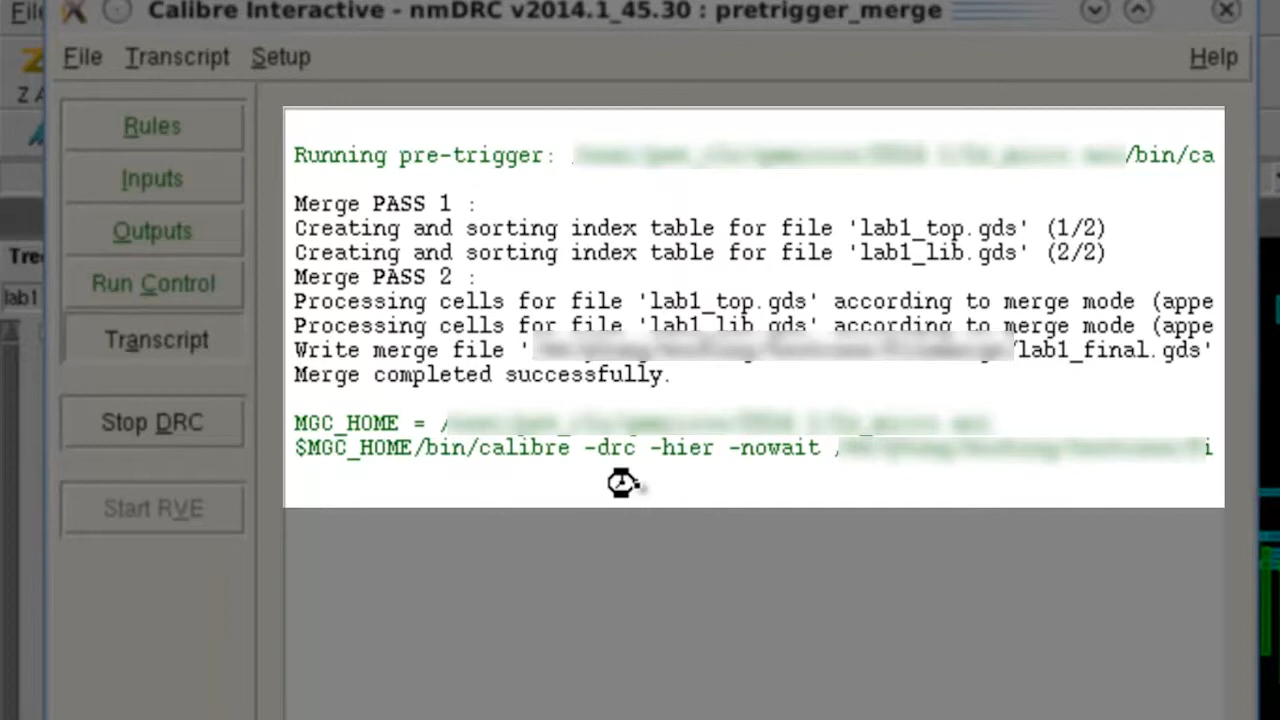 File
Calibre Interactive - nmDRC v2014.1_45.30 : pretrigger_merge
File Transcript Setup Help
Z A
Rules
Inputs
Outputs
Run Control
Transcript
Stop DRC
Start RVE
Tree
lab1
Running pre-trigger: /bin/ca
Merge PASS 1 :
Creating and sorting index table for file 'lab1_top.gds' (1/2)
Creating and sorting index table for file 'lab1_lib.gds' (2/2)
Merge PASS 2 :
Processing cells for file 'lab1_top.gds' according to merge mode (appe
Processing cells for file 'lab1_lib.gds' according to merge mode (appe
Write merge file ' /lab1_final.gds'
Merge completed successfully.
MGC_HOME = /
$MGC_HOME/bin/calibre -drc -hier -nowait / i